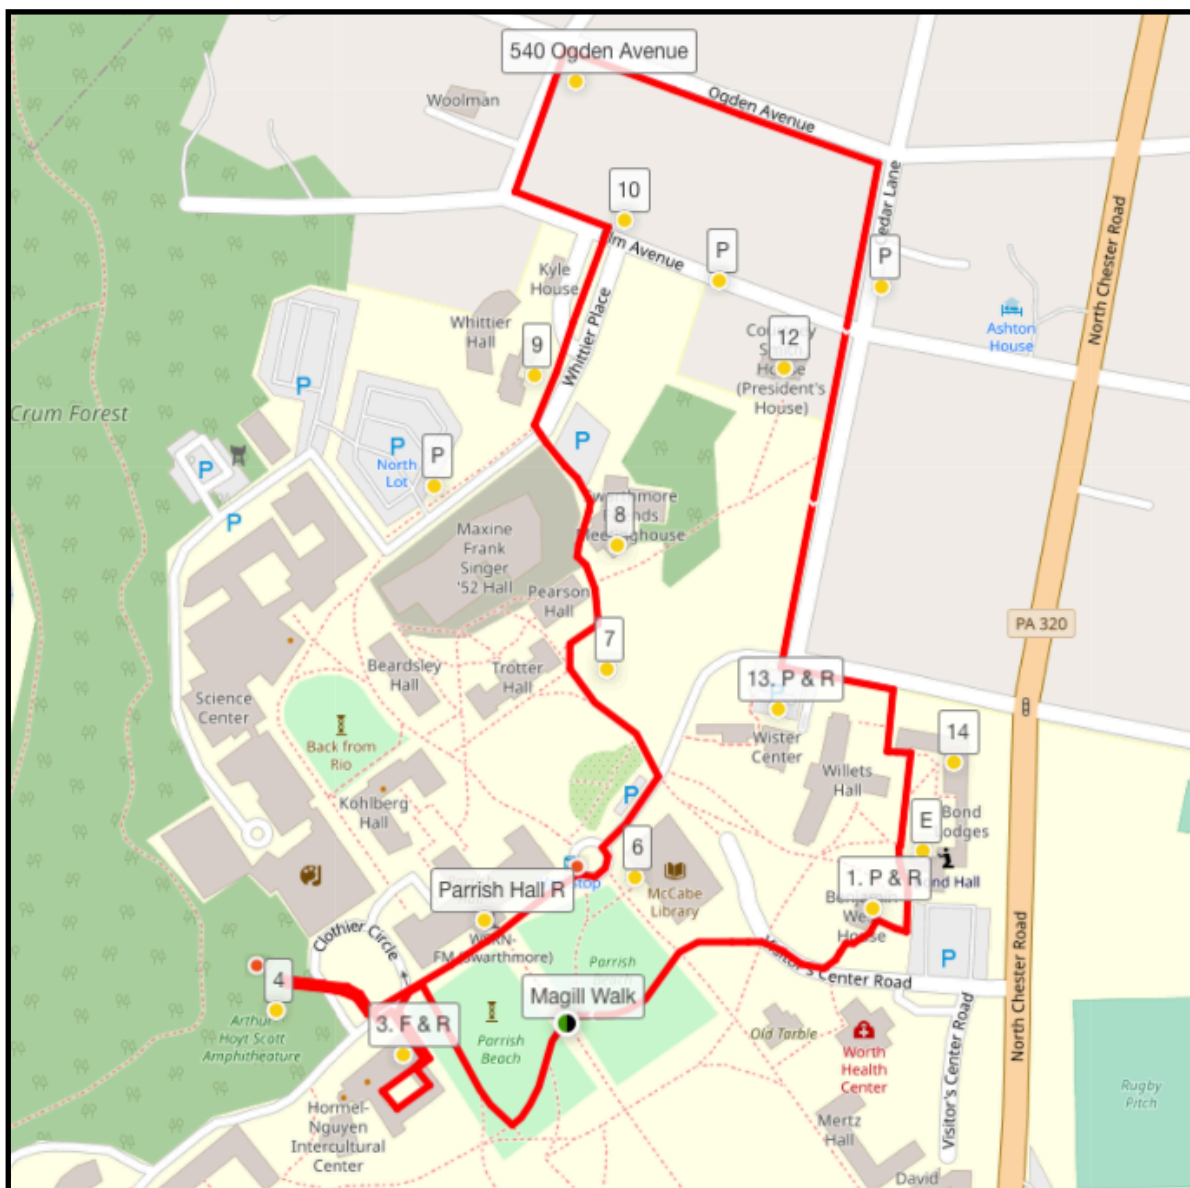 540 Ogden Avenue
Woolman
Ogden Avenue
10
P
P
Kyle
House
Whittier
Hall
Whittier Place
9
12
House
(President's
House)
Ashton
House
North Chester Road
Crum Forest
P
P
P
North
Lot
P
P
P
8
Maxine
Frank
Singer
'52 Hall
Pearson
Hall
7
Trotter
Hall
Beardsley
Hall
Science
Center
Back from
Rio
PA 320
13. P & R
Wister
Center
14
Willets
Hall
P
Kohlberg
Hall
E
Bond
6
McCabe
Library
1. P & R
House
Parrish Hall R
FM (Swarthmore)
Clothier Circle
Parrish
Visitor's Center Road
P
4
Arthur
Hoyt Scott
Amphitheature
Magill Walk
3. F & R
Parrish
Beach
Old Tarble
Worth
Health
Center
Visitor's Center Road
North Chester Road
Rugby
Pitch
Hormel-
Nguyen
Intercultural
Center
Mertz
Hall
David